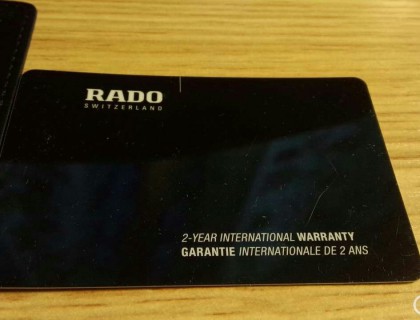 RADO
SWITZERLAND
2-YEAR INTERNATIONAL WARRANTY
GARANTIE INTERNATIONALE DE 2 ANS